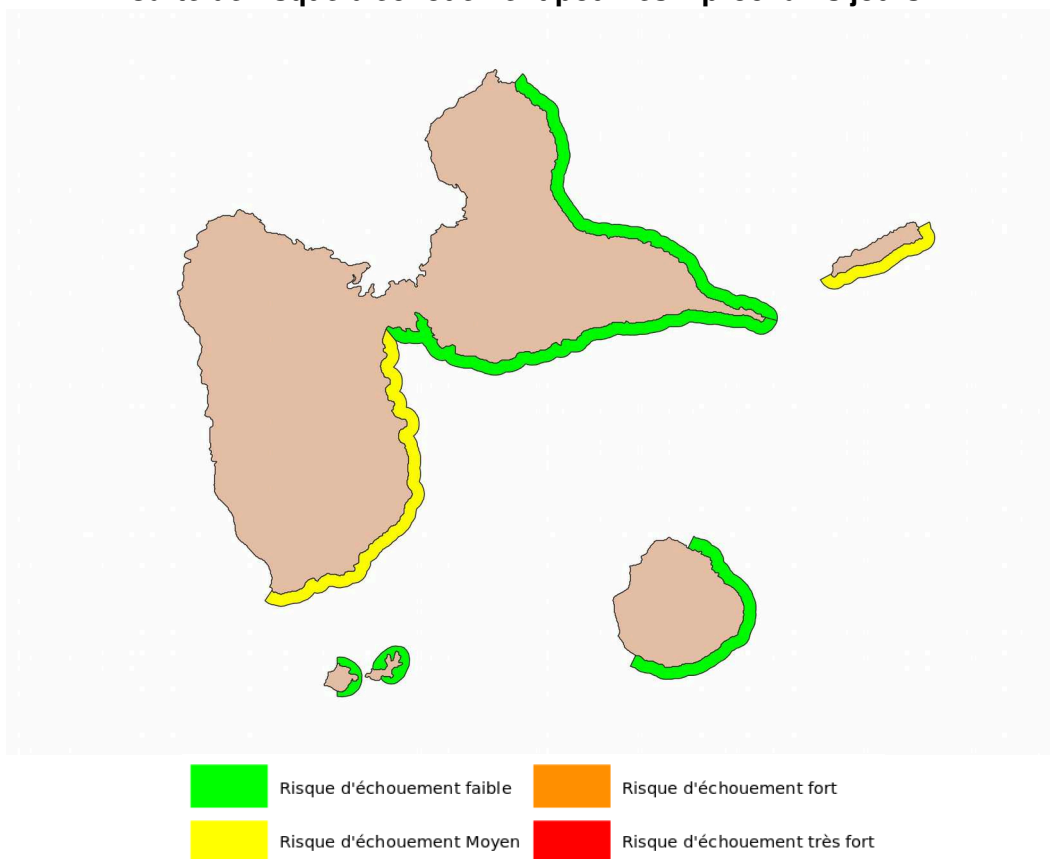 Risque d'échouement faible
Risque d'échouement fort
Risque d'échouement Moyen
Risque d'échouement très fort